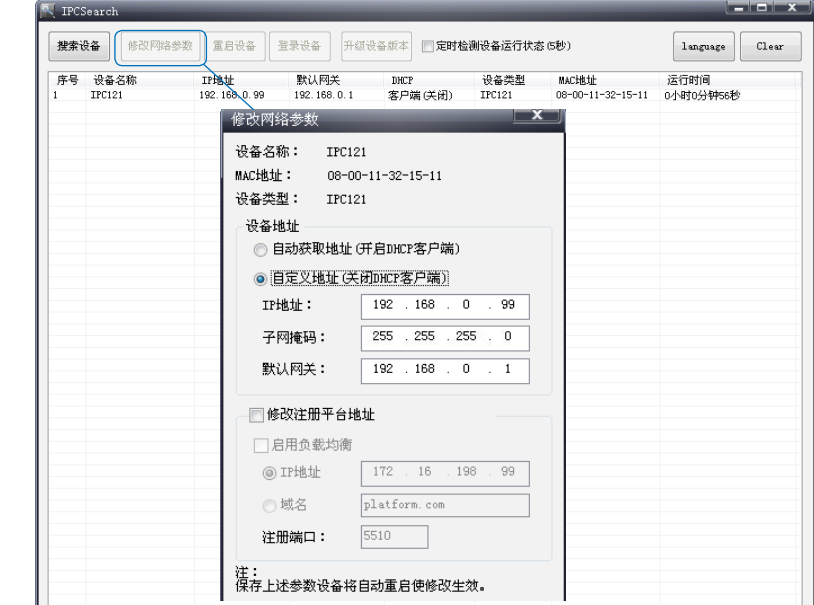 IPCSearch
搜索设备 修改网络参数 重启设备 登录设备 升级设备版本 定时检测设备运行状态(5秒) language Clear
序号 设备名称 IP地址 默认网关 DHCP 设备类型 MAC地址 运行时间
1 IPC121 192.168.0.99 192.168.0.1 客户端(关闭) IPC121 08-00-11-32-15-11 0小时0分钟56秒
修改网络参数
设备名称： IPC121
MAC地址： 08-00-11-32-15-11
设备类型： IPC121
设备地址
自动获取地址(开启DHCP客户端)
自定义地址(关闭DHCP客户端)
IP地址： 192 . 168 . 0 . 99
子网掩码： 255 . 255 . 255 . 0
默认网关： 192 . 168 . 0 . 1
修改注册平台地址
启用负载均衡
IP地址 172 . 16 . 198 . 99
域名 platform.com
注册端口： 5510
注：
保存上述参数设备将自动重启使修改生效。